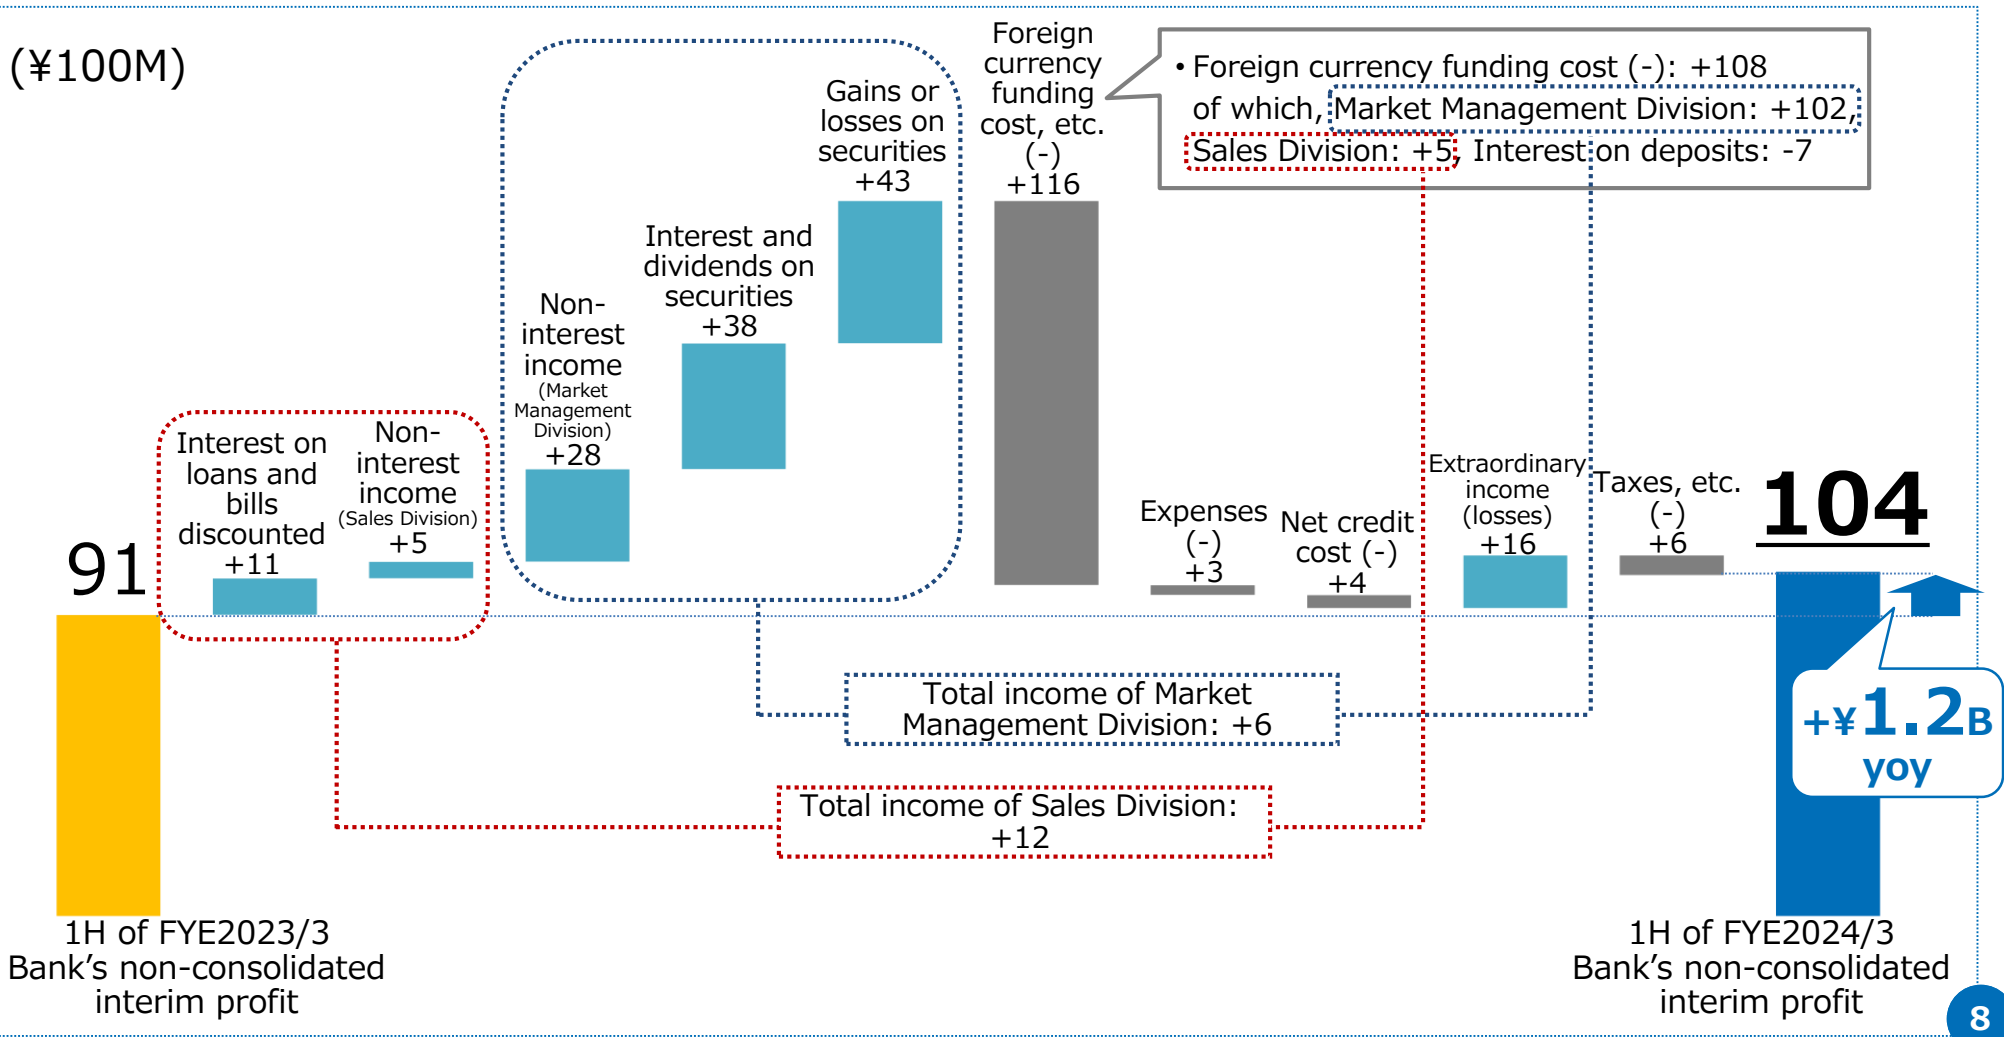 (¥100M)
91
1H of FYE2023/3
Bank’s non-consolidated
interim profit
Interest on
loans and
bills
discounted
+11
Non-
interest
income
(Sales Division)
+5
Non-
interest
income
(Market
Management
Division)
+28
Interest and
dividends on
securities
+38
Gains or
losses on
securities
+43
Foreign
currency
funding
cost, etc.
(-)
+116
• Foreign currency funding cost (-): +108
of which, Market Management Division: +102,
Sales Division: +5, Interest on deposits: -7
Expenses
(-)
+3
Net credit
cost (-)
+4
Extraordinary
income
(losses)
+16
Taxes, etc.
(-)
+6
104
+¥1.2B
yoy
Total income of Market
Management Division: +6
Total income of Sales Division:
+12
1H of FYE2024/3
Bank’s non-consolidated
interim profit
8